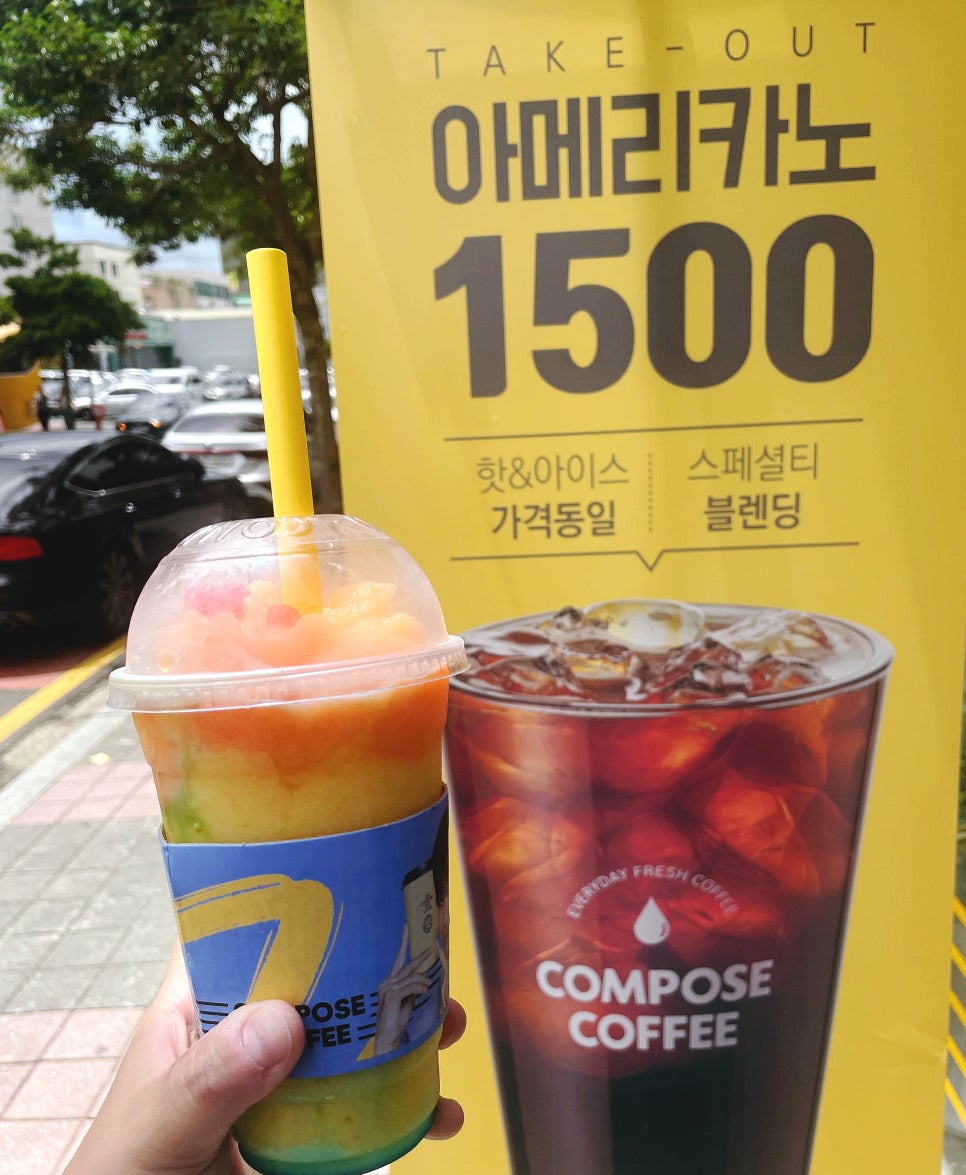 TAKE-OUT
아메리카노
1500
핫&아이스
가격동일
스페셜티
블렌딩
EVERYDAY FRESH COFFEE
COMPOSE
COFFEE